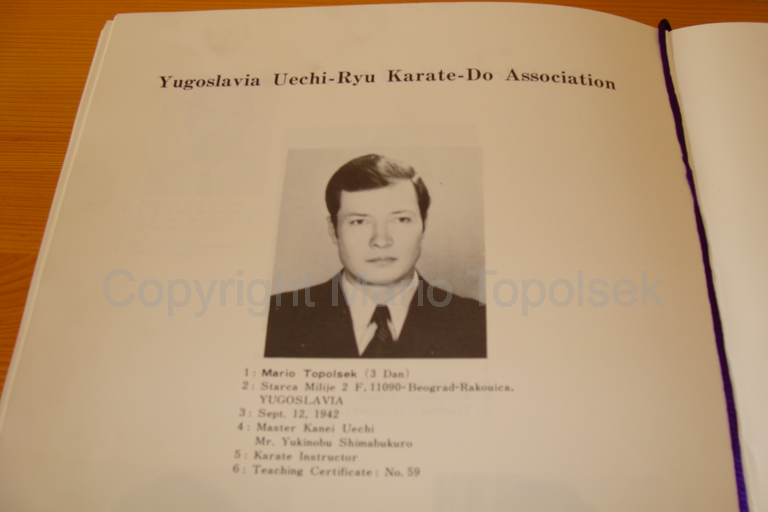 Yugoslavia Uechi-Ryu Karate-Do Association
Copyright Mario Topolsek
1: Mario Topolsek (3 Dan)
2: Starca Milije 2 F, 11090-Beograd-Rakouica,
YUGOSLAVIA
3: Sept. 12, 1942
4: Master Kanei Uechi
Mr. Yukinobu Shimabukuro
5: Karate Instructor
6: Teaching Certificate: No. 59